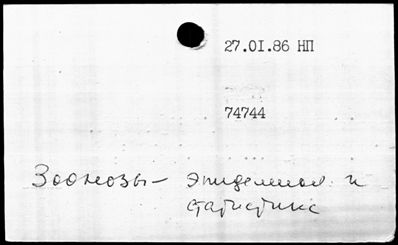 27.01.86 НП
74744
Зоонозы – эпидемиол. и
статистика